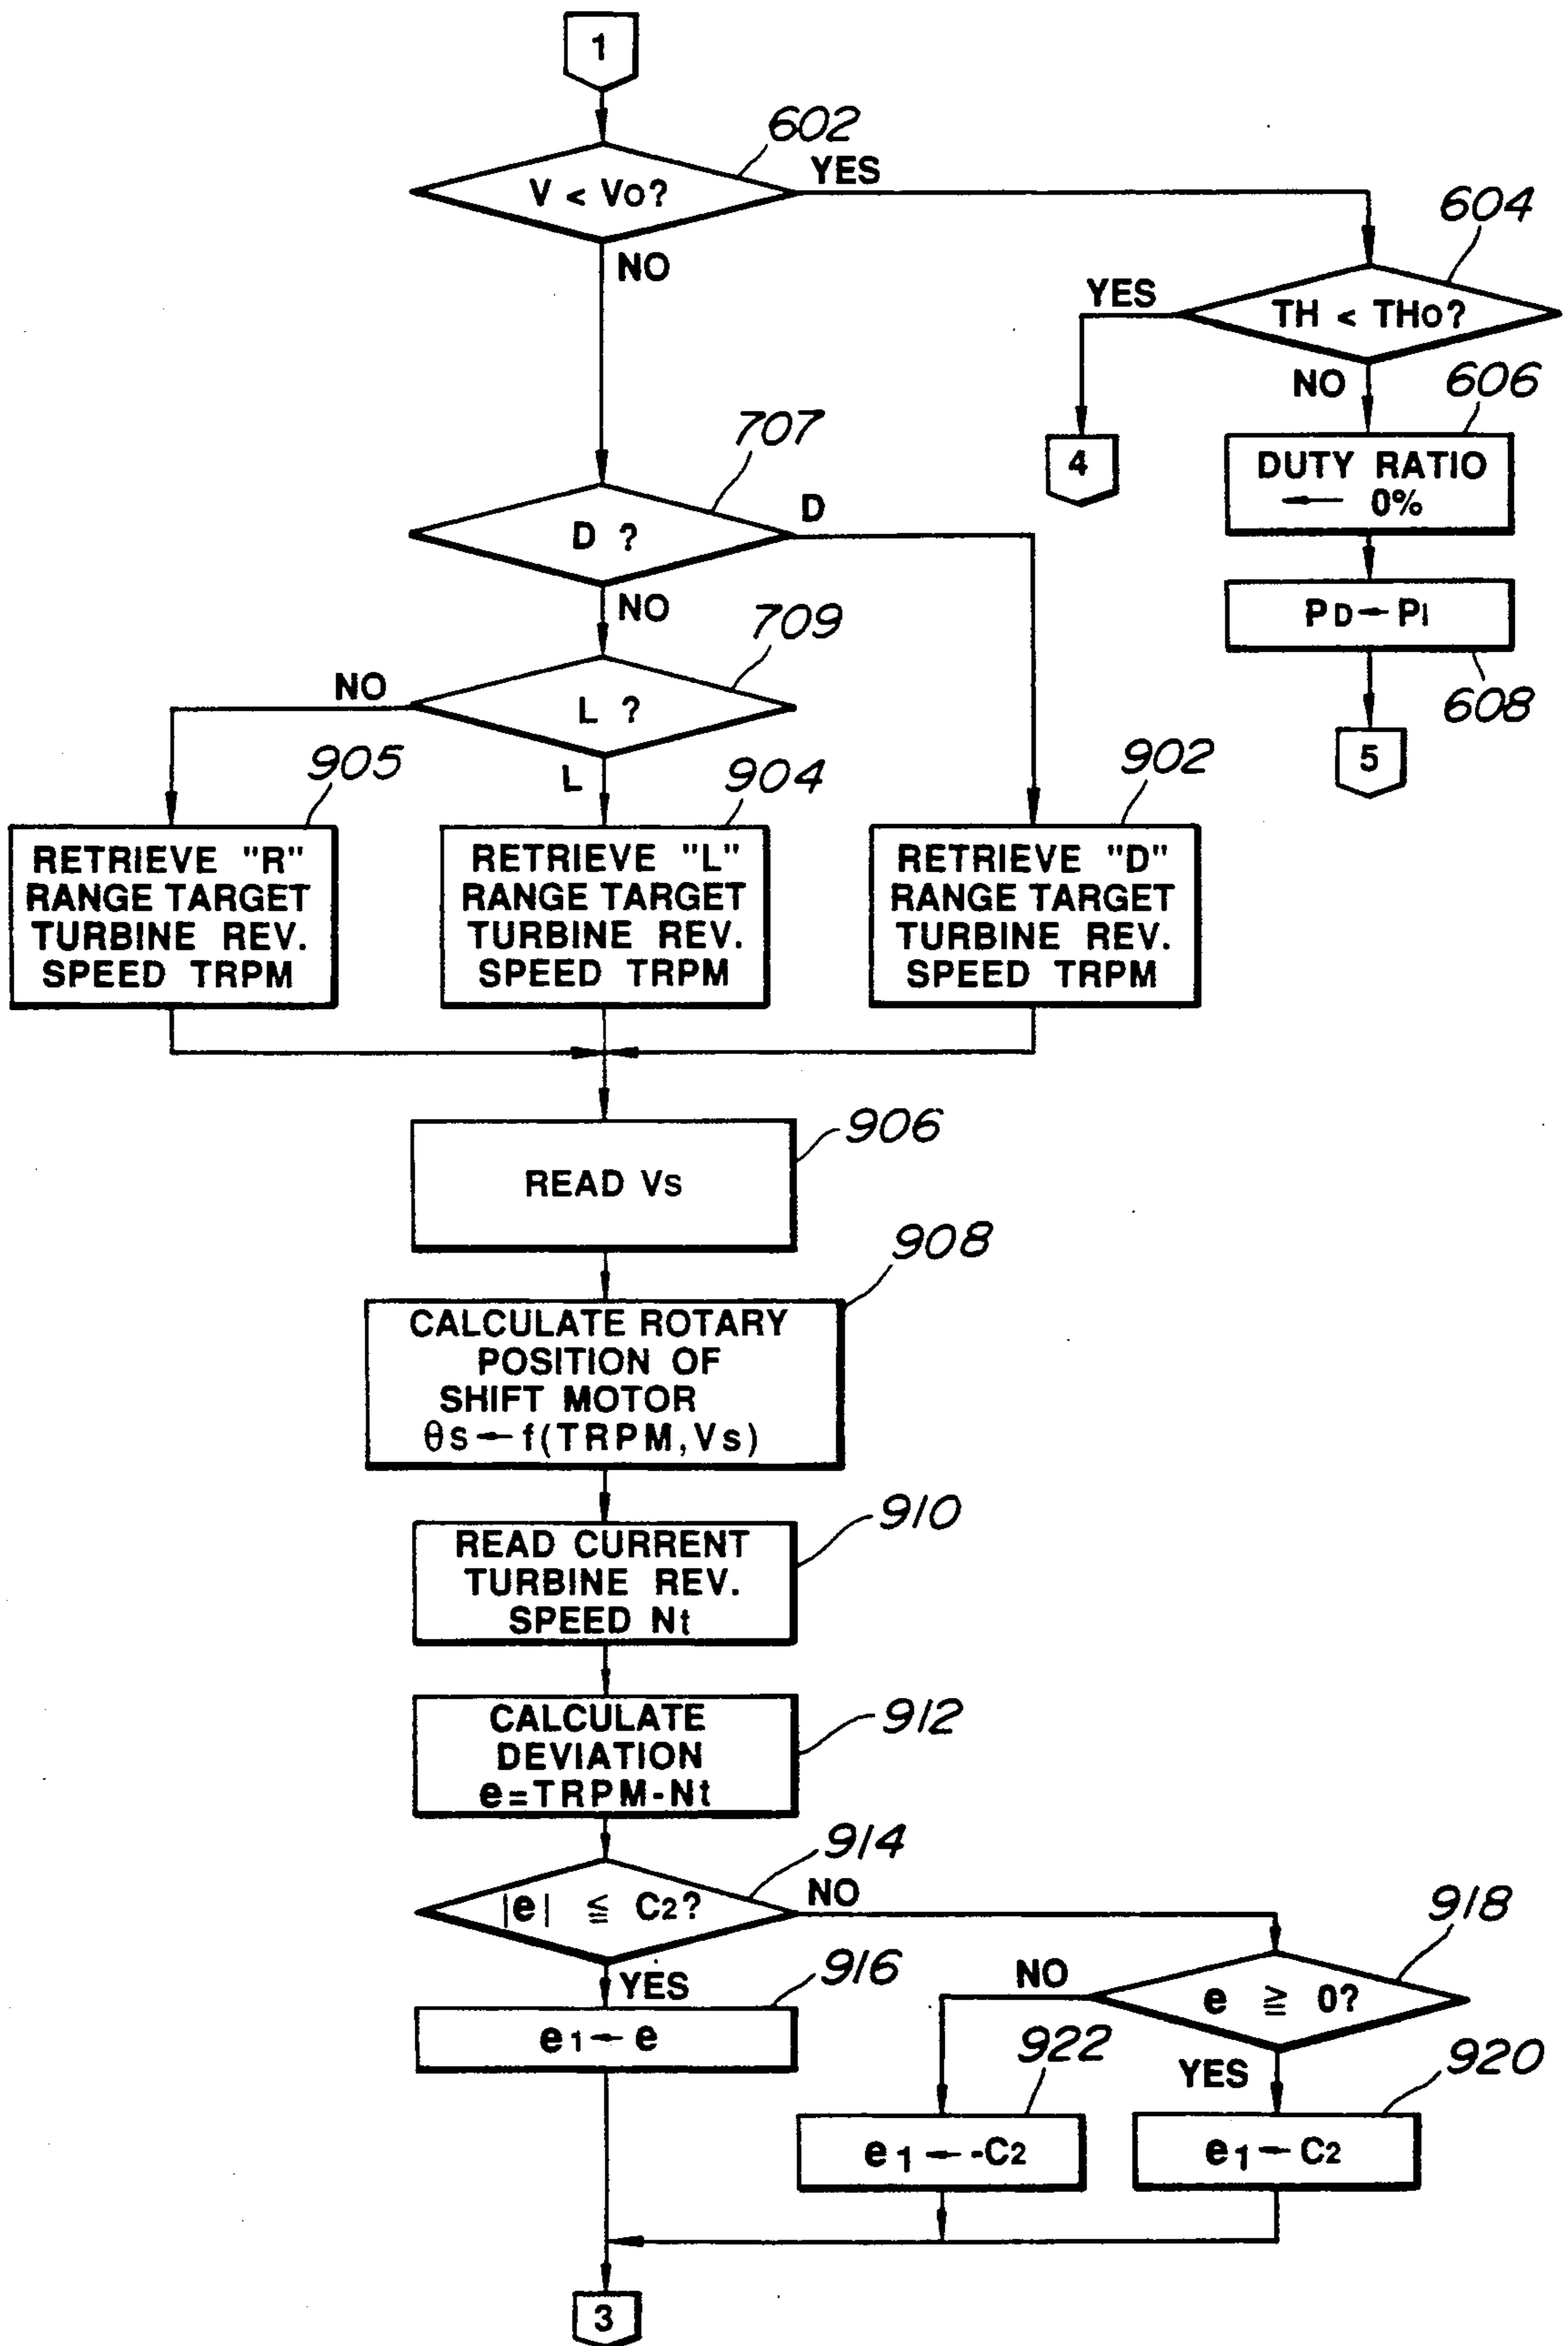 1
602
V < Vo?
YES
NO
604
TH < THo?
YES
NO
606
DUTY RATIO
← 0%
4
PD ← PI
608
5
707
D ?
D
NO
709
L ?
NO
L
905
RETRIEVE "R"
RANGE TARGET
TURBINE REV.
SPEED TRPM
904
RETRIEVE "L"
RANGE TARGET
TURBINE REV.
SPEED TRPM
902
RETRIEVE "D"
RANGE TARGET
TURBINE REV.
SPEED TRPM
906
READ Vs
908
CALCULATE ROTARY
POSITION OF
SHIFT MOTOR
θs ← f(TRPM,Vs)
910
READ CURRENT
TURBINE REV.
SPEED Nt
912
CALCULATE
DEVIATION
e=TRPM-Nt
914
|e| ≦ C2?
NO
YES
916
e1 ← e
918
e ≧ 0?
NO
YES
922
e1 ← -C2
920
e1 ← C2
3